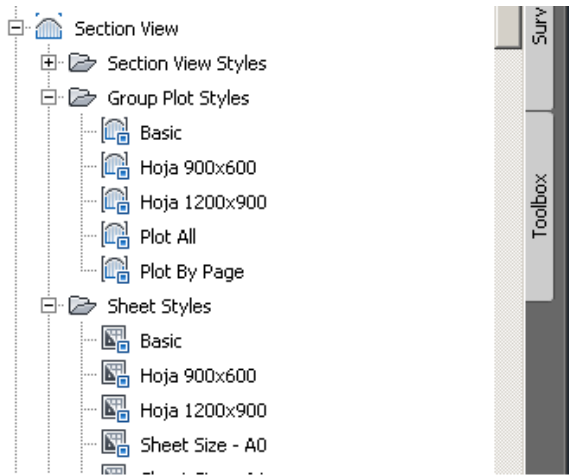 Section View
Section View Styles
Group Plot Styles
Basic
Hoja 900x600
Hoja 1200x900
Plot All
Plot By Page
Sheet Styles
Basic
Hoja 900x600
Hoja 1200x900
Sheet Size - A0
Surv
Toolbox